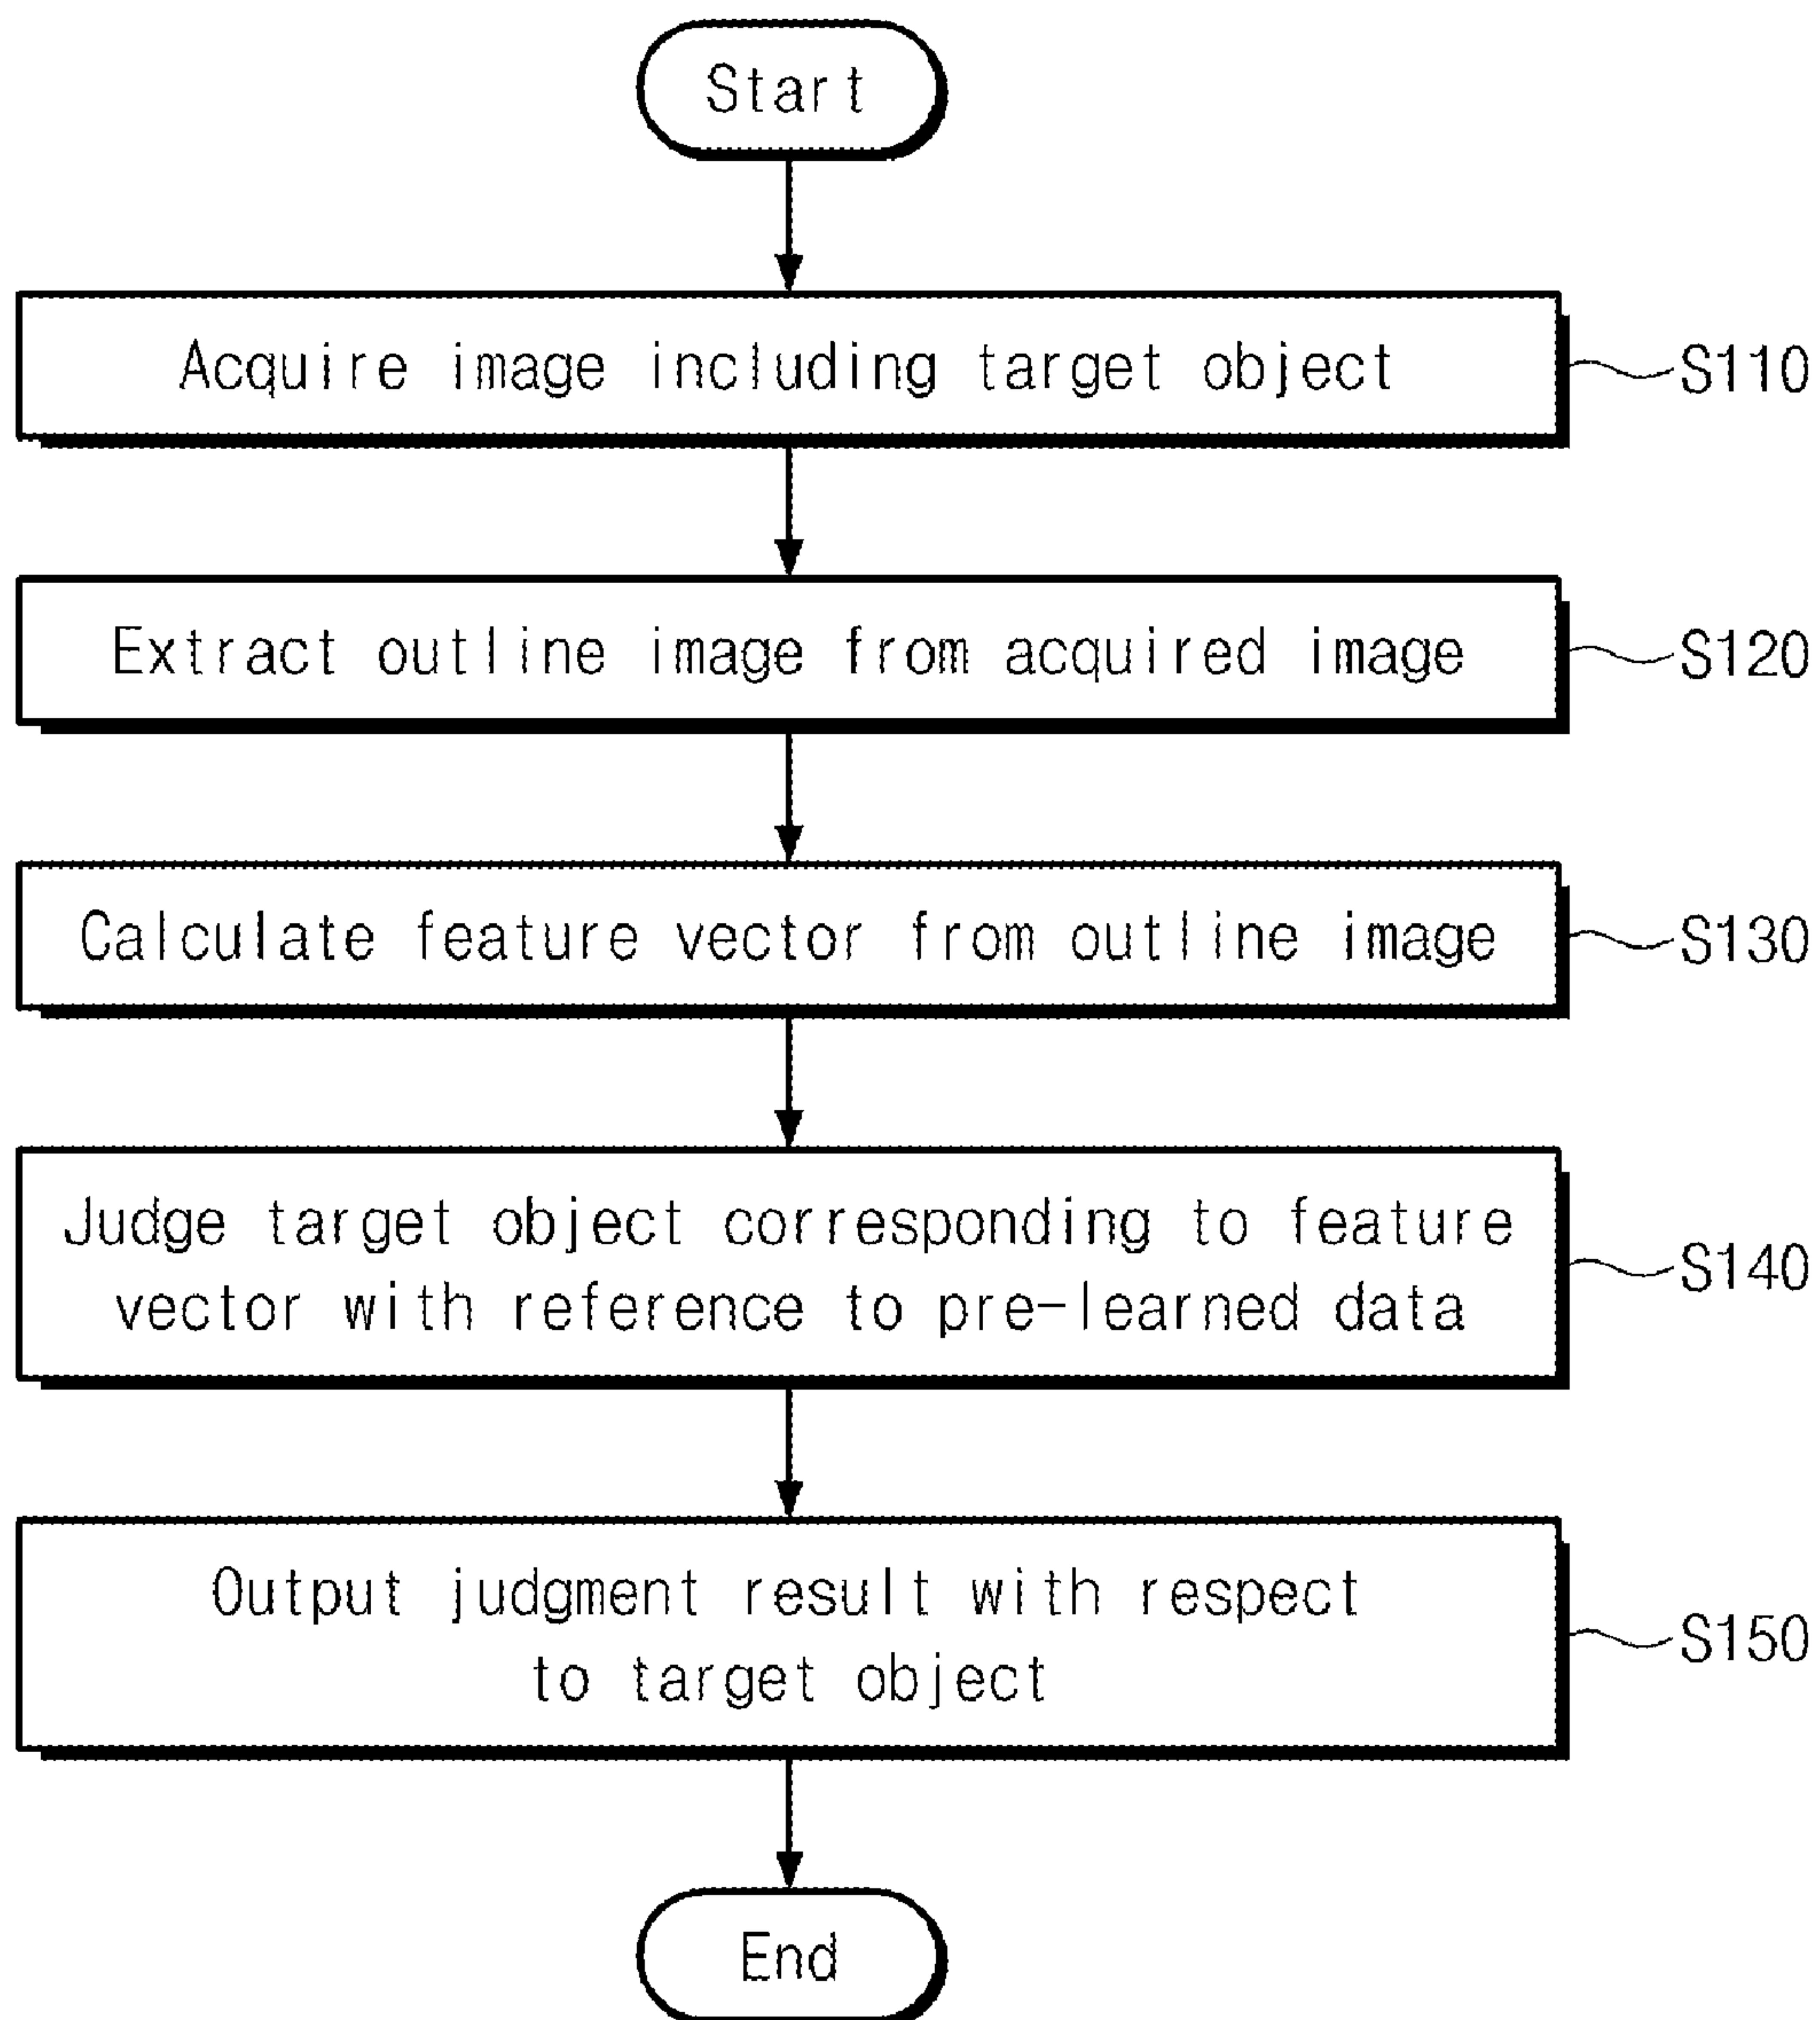 Start
Acquire image including target object
S110
Extract outline image from acquired image
S120
Calculate feature vector from outline image
S130
Judge target object corresponding to feature
vector with reference to pre-learned data
S140
Output judgment result with respect
to target object
S150
End